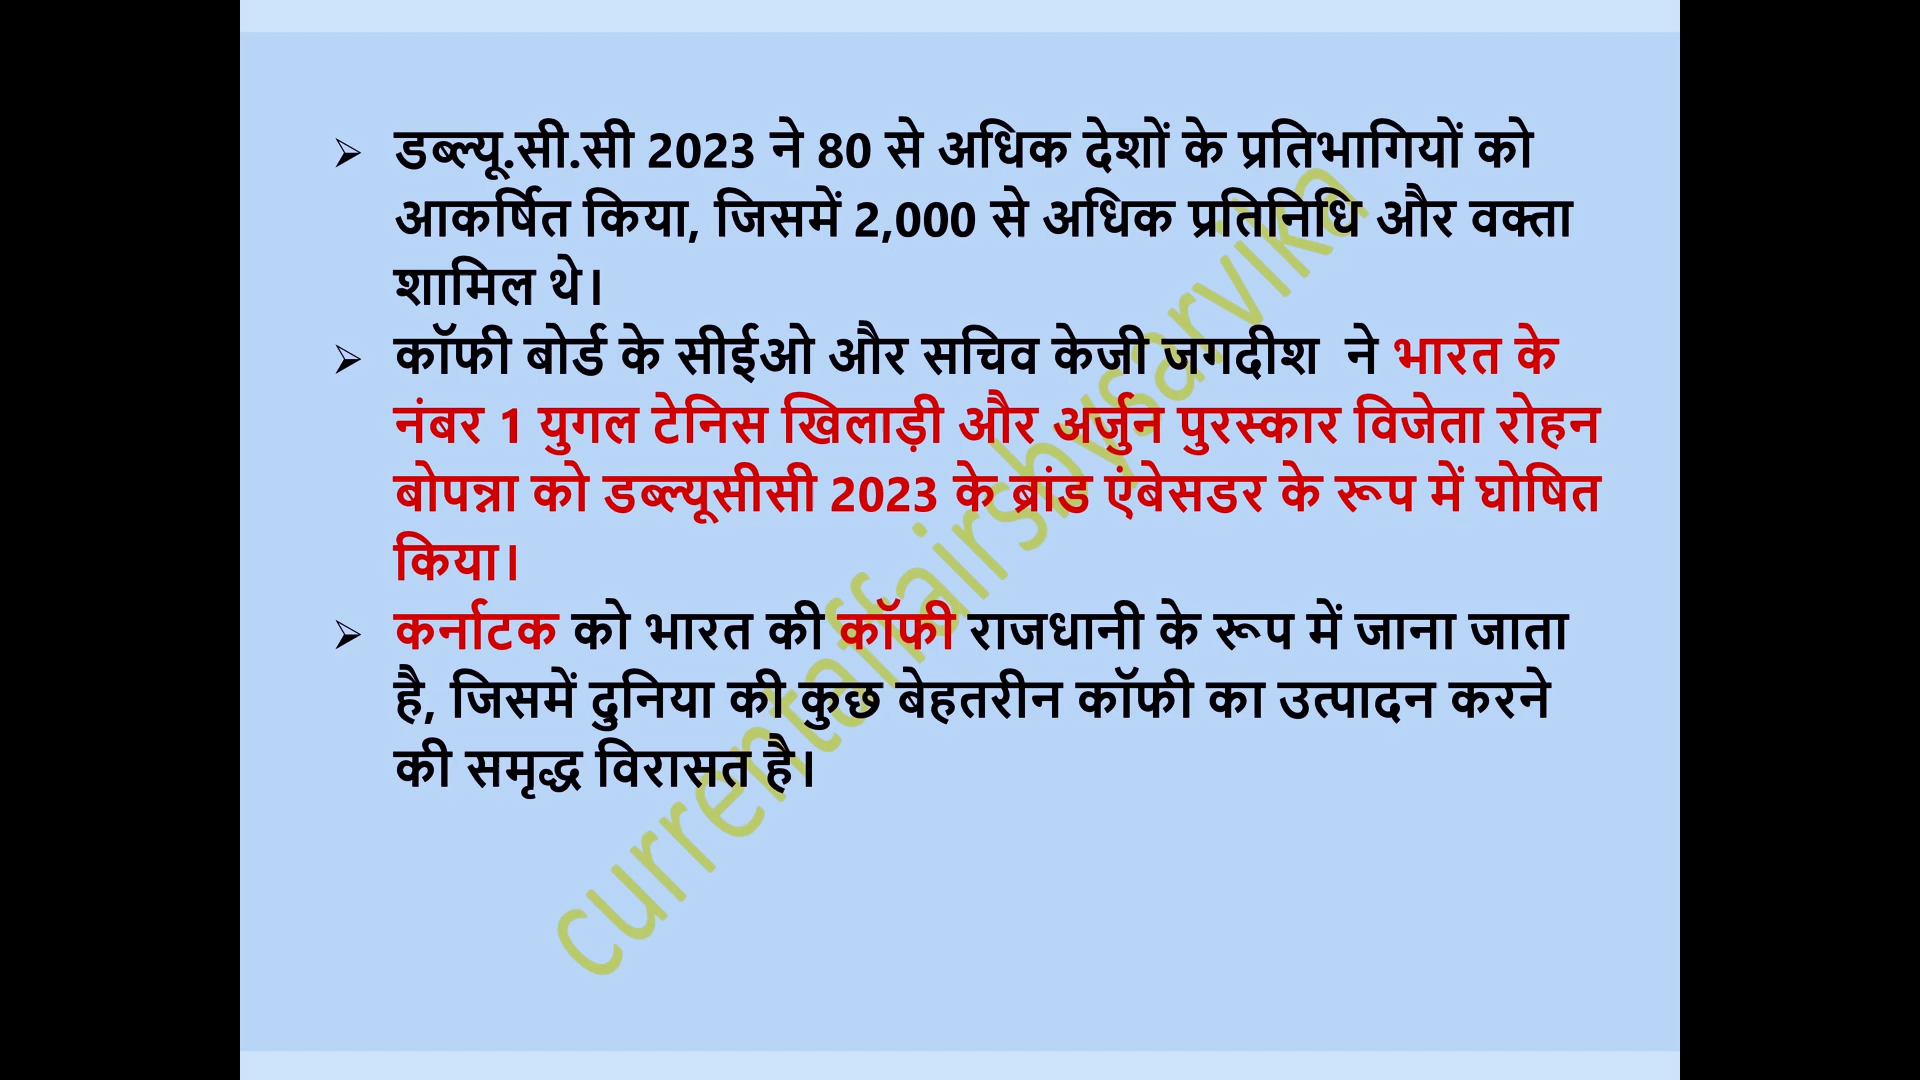 ➢ डब्ल्यू.सी.सी 2023 ने 80 से अधिक देशों के प्रतिभागियों को
आकर्षित किया, जिसमें 2,000 से अधिक प्रतिनिधि और वक्ता
शामिल थे।
➢ कॉफी बोर्ड के सीईओ और सचिव केजी जगदीश ने भारत के
नंबर 1 युगल टेनिस खिलाड़ी और अर्जुन पुरस्कार विजेता रोहन
बोपन्ना को डब्ल्यूसीसी 2023 के ब्रांड एंबेसडर के रूप में घोषित
किया।
➢ कर्नाटक को भारत की कॉफी राजधानी के रूप में जाना जाता
है, जिसमें दुनिया की कुछ बेहतरीन कॉफी का उत्पादन करने
की समृद्ध विरासत है।
currentaffairsbysarvika